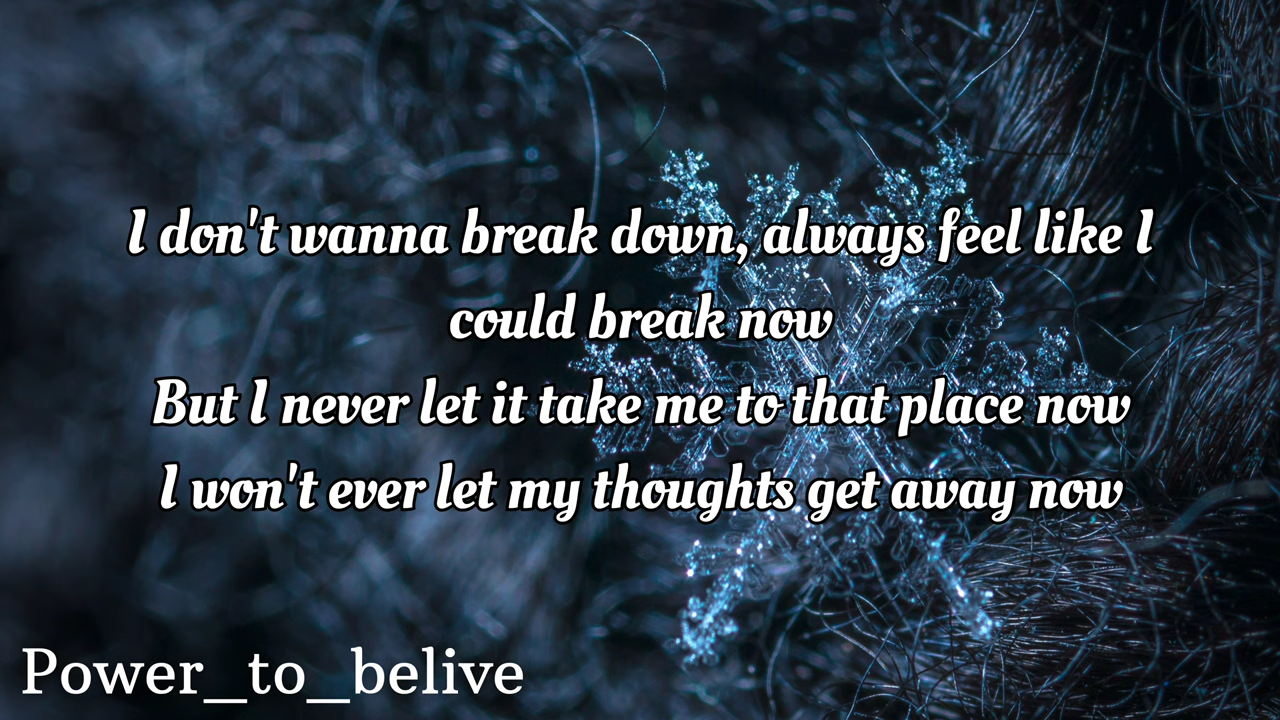 I don't wanna break down, always feel like I
could break now
But I never let it take me to that place now
I won't ever let my thoughts get away now
Power_to_belive